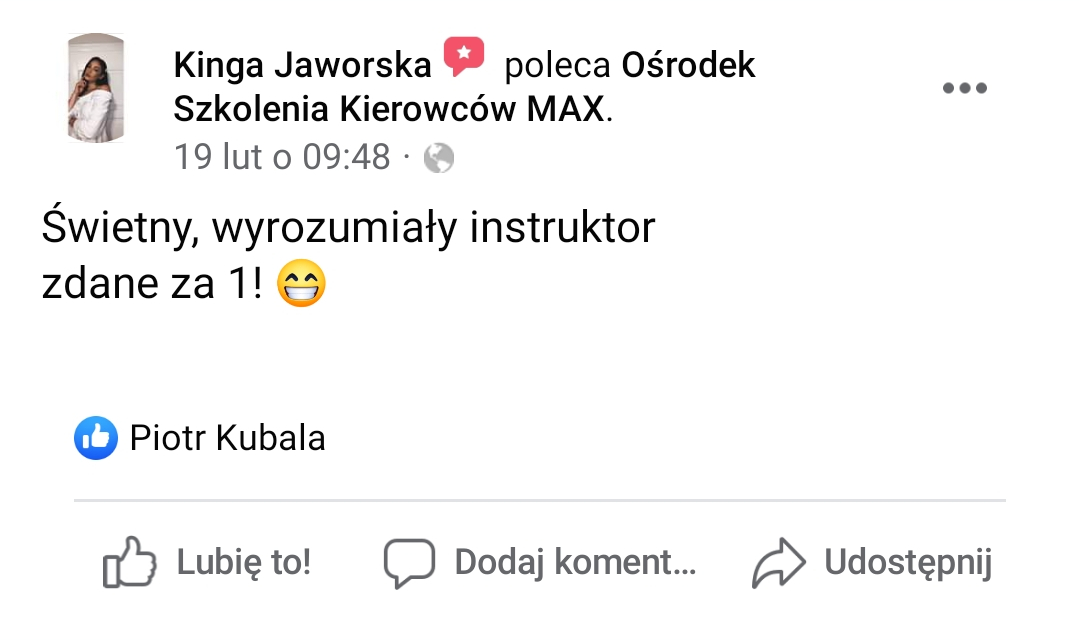 Kinga Jaworska poleca Ośrodek
Szkolenia Kierowców MAX.
19 lut o 09:48 ·
Świetny, wyrozumiały instruktor
zdane za 1! 😁
Piotr Kubala
Lubię to! Dodaj koment... Udostępnij